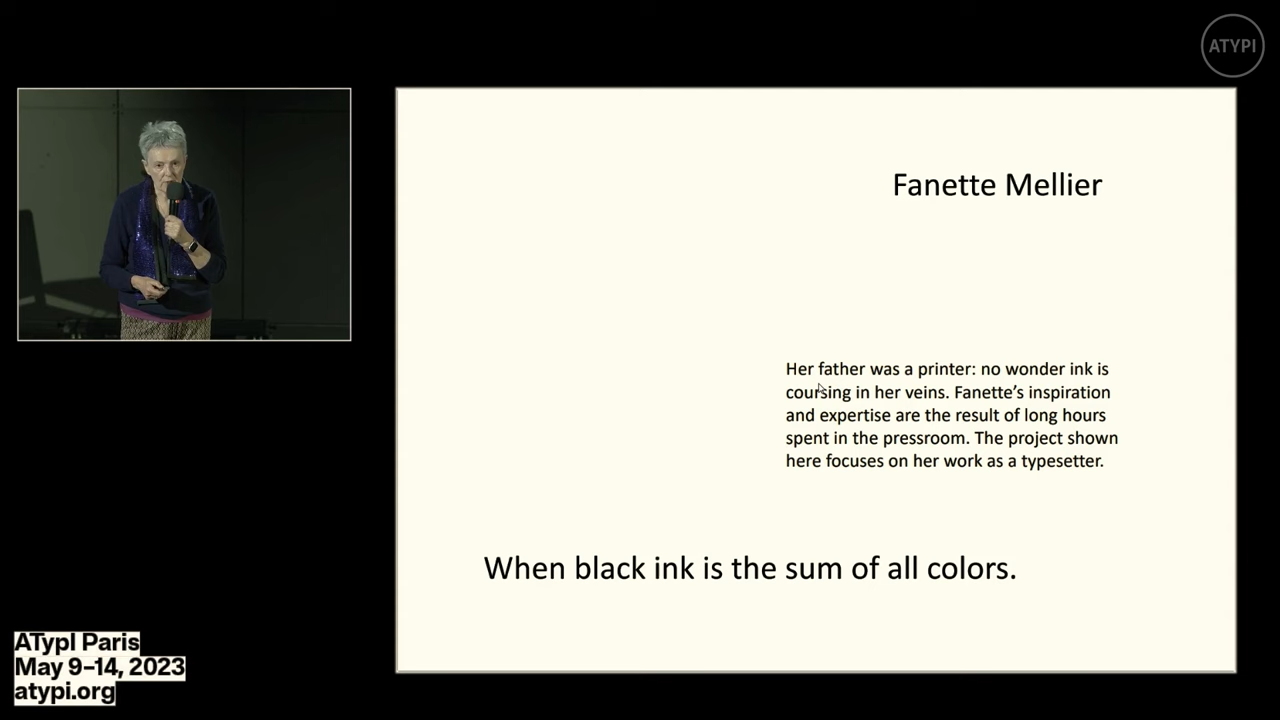 ATYPI
Fanette Mellier
Her father was a printer: no wonder ink is
coursing in her veins. Fanette’s inspiration
and expertise are the result of long hours
spent in the pressroom. The project shown
here focuses on her work as a typesetter.
When black ink is the sum of all colors.
ATypI Paris
May 9–14, 2023
atypi.org